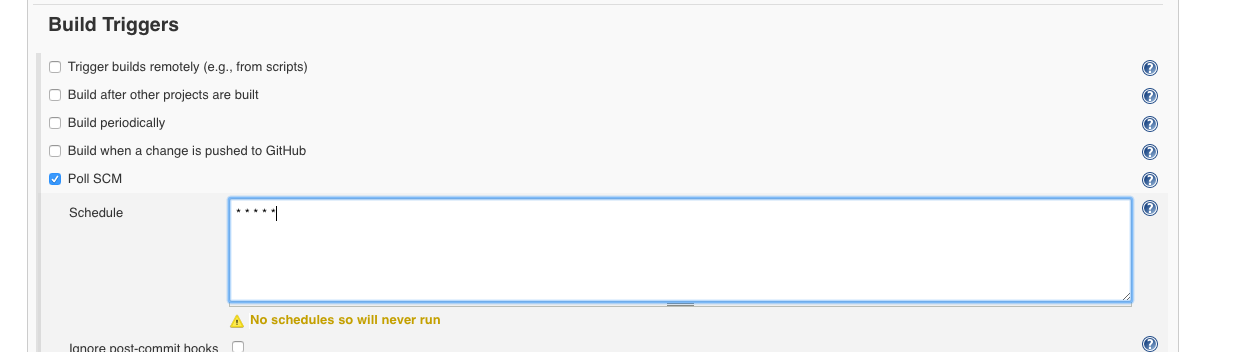 Build Triggers
Trigger builds remotely (e.g., from scripts)
Build after other projects are built
Build periodically
Build when a change is pushed to GitHub
Poll SCM
Schedule
* * * * *
No schedules so will never run
Ignore post-commit hooks